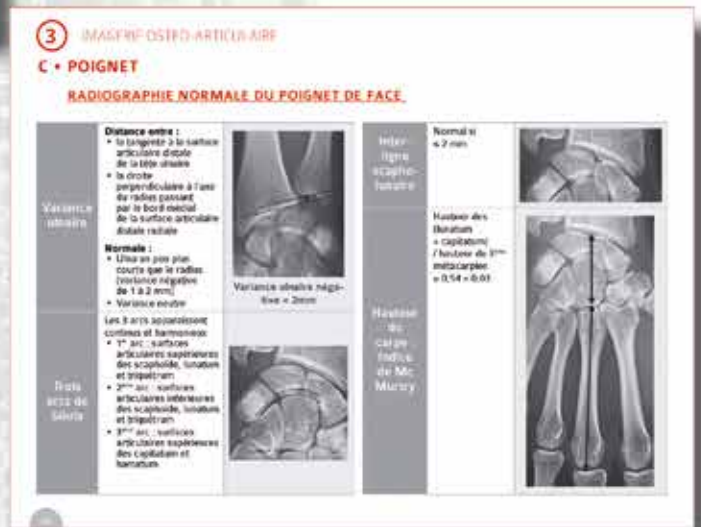 3 IMAGERIE OSTÉO-ARTICULAIRE
C • POIGNET
RADIOGRAPHIE NORMALE DU POIGNET DE FACE
Variance
ulnaire
Distance entre :
• la tangente à la surface
articulaire distale
de la tête ulnaire
• la droite
perpendiculaire à l'axe
du radius passant
par le bord médial
de la surface articulaire
distale radiale
Normale :
• Ulna un peu plus
courte que le radius
(variance négative
de 1 à 2 mm)
• Variance neutre
Variance ulnaire néga-
tive < 2mm
Trois
arcs de
Gilula
Les 3 arcs apparaissent
continus et harmonieux
• 1er arc : surfaces
articulaires supérieures
des scaphoïde, lunatum
et triquétrum
• 2ème arc : surfaces
articulaires inférieures
des scaphoïde, lunatum
et triquétrum
• 3ème arc : surfaces
articulaires supérieures
des capitatum et
hamatum
Inter-
ligne
scapho-
lunaire
Normal si
≤ 2 mm
Hauteur
du
carpe :
Indice
de Mc
Murtry
Hauteur des
(lunatum
+ capitatum)
/ hauteur du 3ème
métacarpien
= 0,54 ± 0,03